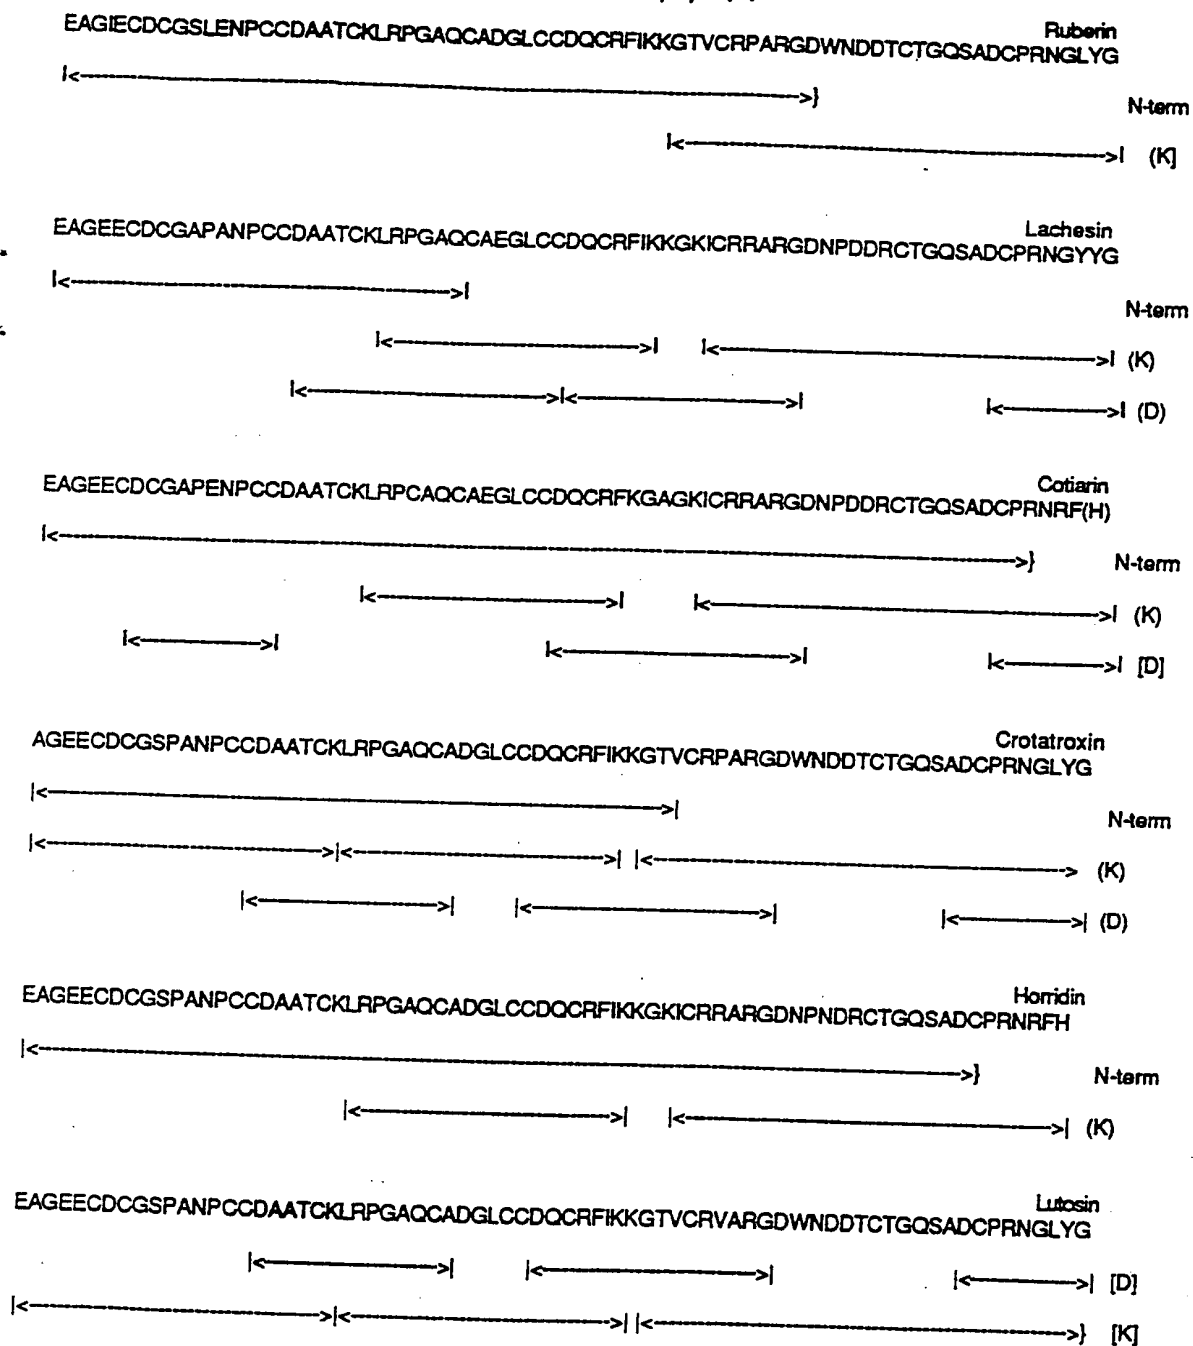 Ruberin
EAGIECDCGSLENPCCDAATCKLRPGAQCADGLCCDQCRFIKKGTVCRPARGDWNDDTCTGQSADCPRNGLYG
N-term
(K]
Lachesin
EAGEECDCGAPANPCCDAATCKLRPGAQCAEGLCCDQCRFIKKGKICRRARGDNPDDRCTGQSADCPRNGYYG
N-term
(K)
(D)
Cotiarin
EAGEECDCGAPENPCCDAATCKLRPCAQCAEGLCCDQCRFKGAGKICRRARGDNPDDRCTGQSADCPRNRF(H)
N-term
(K)
[D]
Crotatroxin
AGEECDCGSPANPCCDAATCKLRPGAQCADGLCCDQCRFIKKGTVCRPARGDWNDDTCTGQSADCPRNGLYG
N-term
(K)
(D)
Horridin
EAGEECDCGSPANPCCDAATCKLRPGAQCADGLCCDQCRFIKKGKICRRARGDNPNDRCTGQSADCPRNRFH
N-term
(K)
Lutosin
EAGEECDCGSPANPCCDAATCKLRPGAQCADGLCCDQCRFIKKGTVCRVARGDWNDDTCTGQSADCPRNGLYG
[D]
[K]